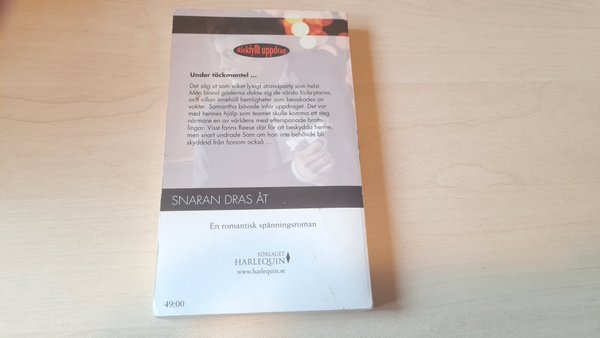 Riskfyllt uppdrag
Under täckmantel ...
Det såg ut som vilket lyxigt strandparty som helst.
Men bland gästerna dolde sig de värsta förbrytarna,
och villan innehöll hemligheter som bevakades av
vakter. Samantha bävade inför uppdraget. Det var
med hennes hjälp som teamet skulle komma ett steg
närmare en av världens mest efterspanade brotts-
lingar. Visst fanns Reese där för att beskydda henne,
men snart undrade Sam om hon inte behövde bli
skyddad från honom också ...
SNARAN DRAS ÅT
En romantisk spänningsroman
FÖRLAGET
HARLEQUIN
www.harlequin.se
49:00